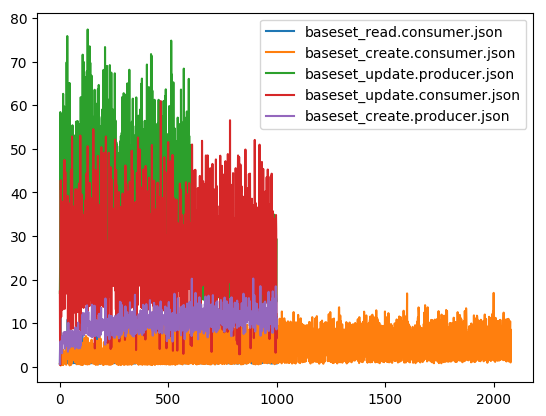 80
70
60
50
40
30
20
10
0
0 500 1000 1500 2000
baseset_read.consumer.json
baseset_create.consumer.json
baseset_update.producer.json
baseset_update.consumer.json
baseset_create.producer.json